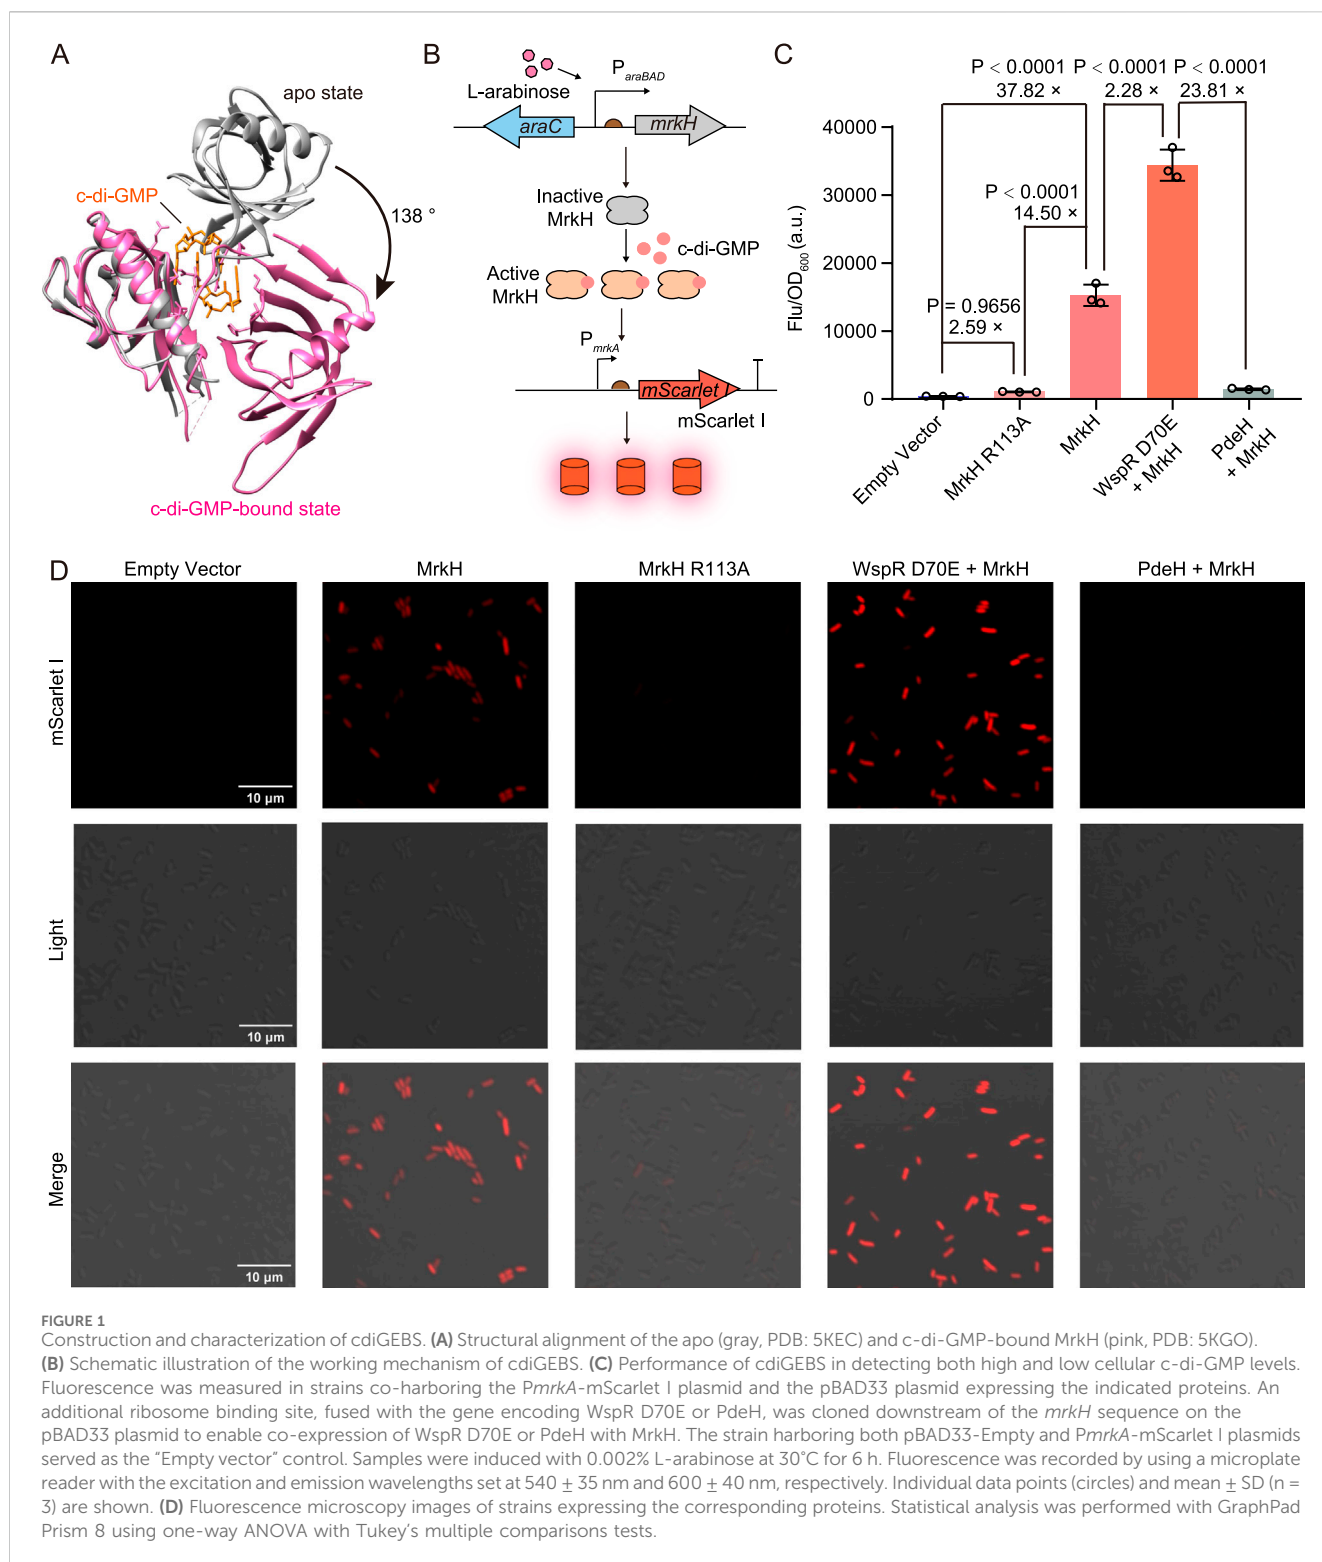 A
apo state
c-di-GMP
138 °
c-di-GMP-bound state
B
L-arabinose
P araBAD
araC
mrkH
Inactive
MrkH
c-di-GMP
Active
MrkH
P mrkA
mScarlet I
mScarlet I
C
P < 0.0001
37.82 ×
P < 0.0001
2.28 ×
P < 0.0001
23.81 ×
P < 0.0001
14.50 ×
P = 0.9656
2.59 ×
Flu/OD600 (a.u.)
40000
30000
20000
10000
0
Empty Vector
MrkH R113A
MrkH
WspR D70E
+ MrkH
PdeH
+ MrkH
D
Empty Vector
MrkH
MrkH R113A
WspR D70E + MrkH
PdeH + MrkH
mScarlet I
10 μm
Light
10 μm
Merge
10 μm
FIGURE 1
Construction and characterization of cdiGEBS. (A) Structural alignment of the apo (gray, PDB: 5KEC) and c-di-GMP-bound MrkH (pink, PDB: 5KGO).
(B) Schematic illustration of the working mechanism of cdiGEBS. (C) Performance of cdiGEBS in detecting both high and low cellular c-di-GMP levels.
Fluorescence was measured in strains co-harboring the PmrkA-mScarlet I plasmid and the pBAD33 plasmid expressing the indicated proteins. An
additional ribosome binding site, fused with the gene encoding WspR D70E or PdeH, was cloned downstream of the mrkH sequence on the
pBAD33 plasmid to enable co-expression of WspR D70E or PdeH with MrkH. The strain harboring both pBAD33-Empty and PmrkA-mScarlet I plasmids
served as the “Empty vector” control. Samples were induced with 0.002% L-arabinose at 30°C for 6 h. Fluorescence was recorded by using a microplate
reader with the excitation and emission wavelengths set at 540 ± 35 nm and 600 ± 40 nm, respectively. Individual data points (circles) and mean ± SD (n =
3) are shown. (D) Fluorescence microscopy images of strains expressing the corresponding proteins. Statistical analysis was performed with GraphPad
Prism 8 using one-way ANOVA with Tukey’s multiple comparisons tests.